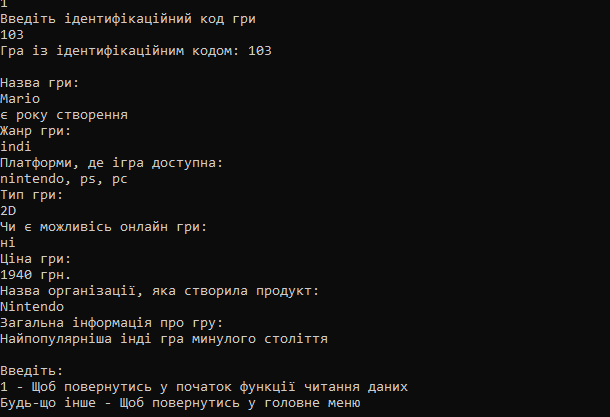 1
Введіть ідентифікаційний код гри
103
Гра із ідентифікаційним кодом: 103
Назва гри:
Mario
є року створення
Жанр гри:
indi
Платформи, де ігра доступна:
nintendo, ps, pc
Тип гри:
2D
Чи є можливісь онлайн гри:
ні
Ціна гри:
1940 грн.
Назва організації, яка створила продукт:
Nintendo
Загальна інформація про гру:
Найпопулярніша інді гра минулого століття
Введіть:
1 - Щоб повернутись у початок функції читання даних
Будь-що інше - Щоб повернутись у головне меню